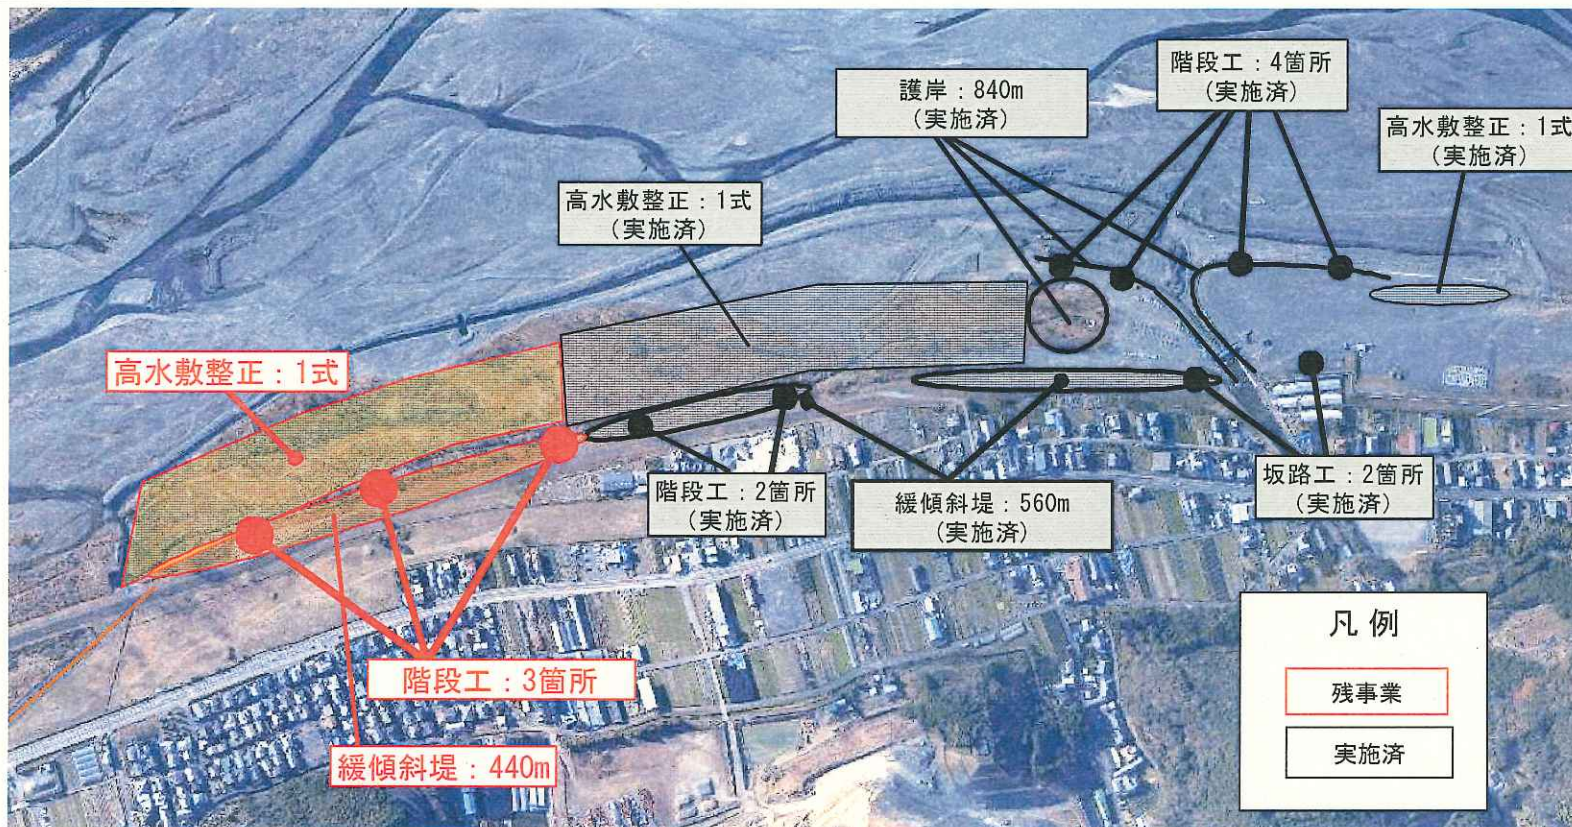 階段工：4箇所
（実施済）
護岸：840m
（実施済）
高水敷整正：1式
（実施済）
高水敷整正：1式
（実施済）
高水敷整正：1式
階段工：2箇所
（実施済）
緩傾斜堤：560m
（実施済）
坂路工：2箇所
（実施済）
階段工：3箇所
緩傾斜堤：440m
凡例
残事業
実施済